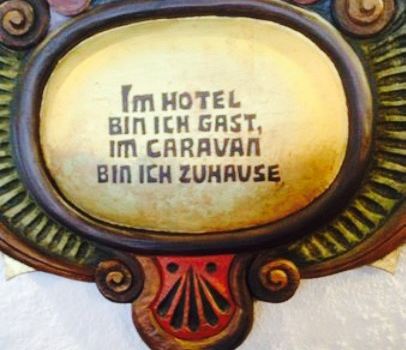 IM HOTEL
BIN ICH GAST,
IM CARAVAN
BIN ICH ZUHAUSE